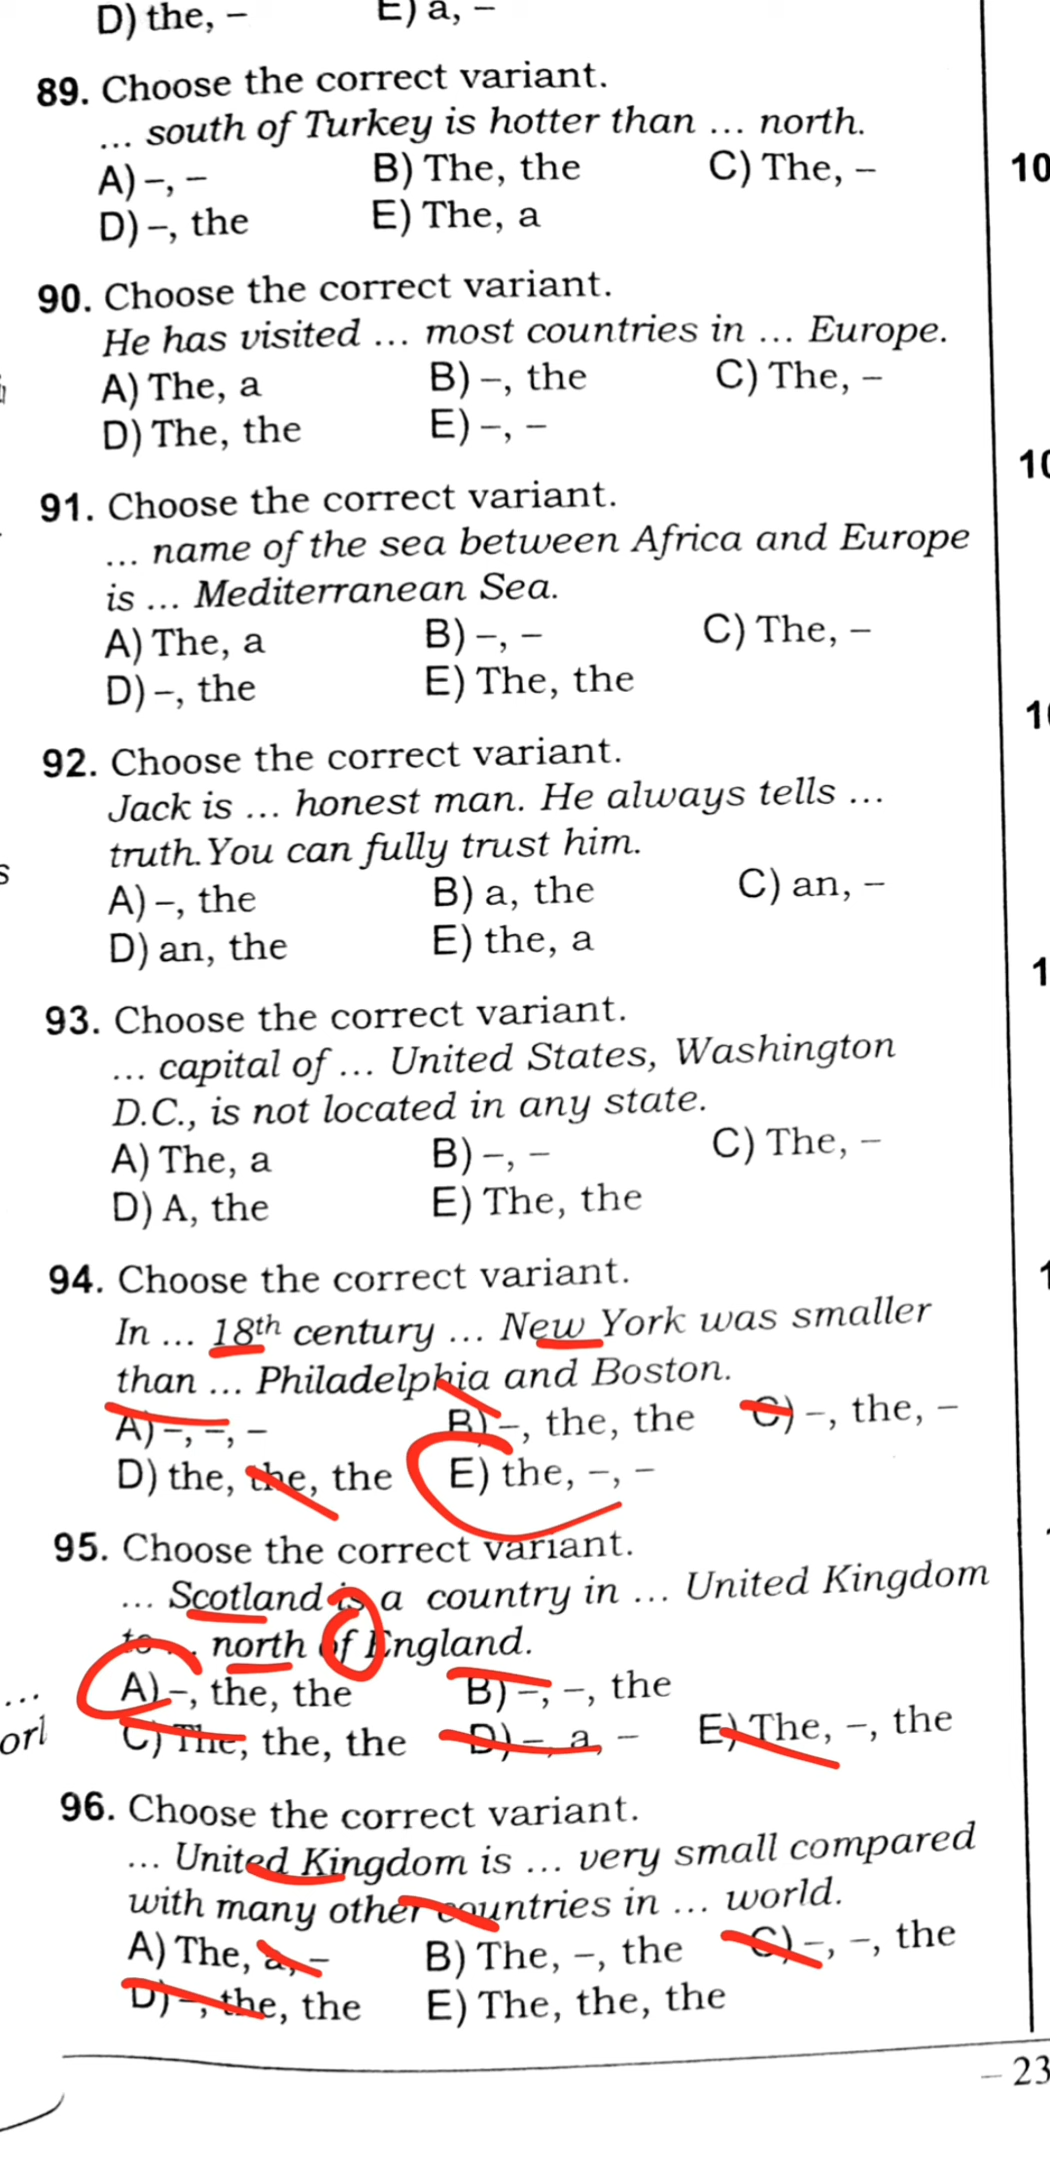 D) the, –
E) a, –
89. Choose the correct variant.
... south of Turkey is hotter than ... north.
A) –, –
B) The, the
C) The, –
D) –, the
E) The, a
90. Choose the correct variant.
He has visited ... most countries in ... Europe.
A) The, a
B) –, the
C) The, –
D) The, the
E) –, –
91. Choose the correct variant.
... name of the sea between Africa and Europe
is ... Mediterranean Sea.
A) The, a
B) –, –
C) The, –
D) –, the
E) The, the
92. Choose the correct variant.
Jack is ... honest man. He always tells ...
truth. You can fully trust him.
A) –, the
B) a, the
C) an, –
D) an, the
E) the, a
93. Choose the correct variant.
... capital of ... United States, Washington
D.C., is not located in any state.
A) The, a
B) –, –
C) The, –
D) A, the
E) The, the
94. Choose the correct variant.
In ... 18th century ... New York was smaller
than ... Philadelphia and Boston.
A) –, –, –
B) –, the, the
C) –, the, –
D) the, the, the
E) the, –, –
95. Choose the correct variant.
... Scotland is a country in ... United Kingdom
to ... north of England.
A) –, the, the
B) –, –, the
C) The, the, the
D) –, a, –
E) The, –, the
96. Choose the correct variant.
... United Kingdom is ... very small compared
with many other countries in ... world.
A) The, a, –
B) The, –, the
C) –, –, the
D) –, the, the
E) The, the, the
– 23